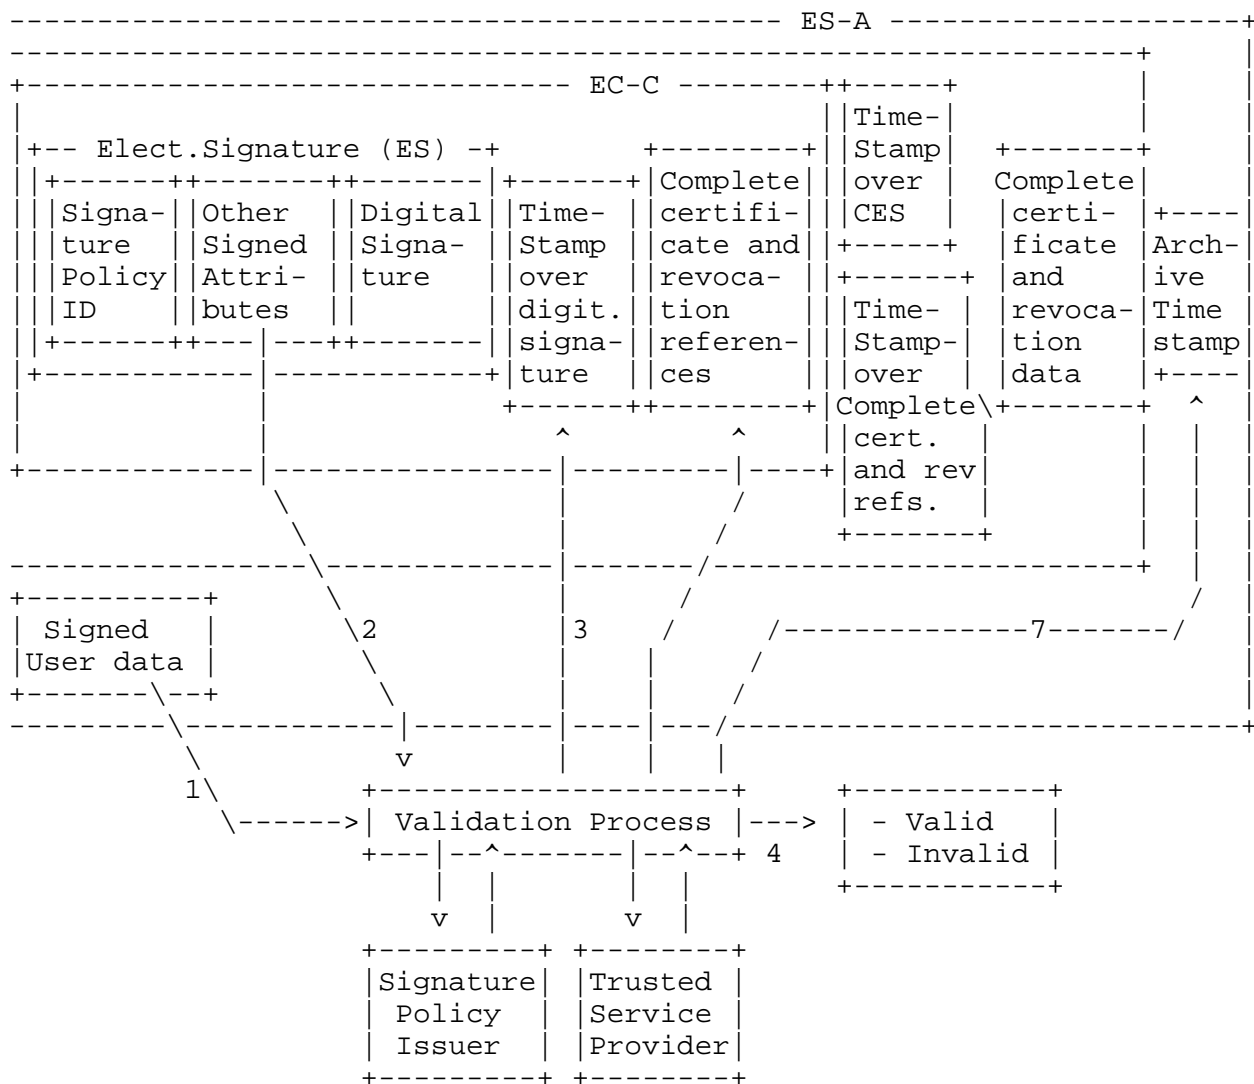 ES-A
EC-C
Elect.Signature (ES)
Signa-
ture
Policy
ID
Other
Signed
Attri-
butes
Digital
Signa-
ture
Time-
Stamp
over
digit.
signa-
ture
Complete
certifi-
cate and
revoca-
tion
referen-
ces
Time-
Stamp
over
CES
Time-
Stamp-
over
Complete
cert.
and rev
refs.
Complete
certi-
ficate
and
revoca-
tion
data
Arch-
ive
Time
stamp
Signed
User data
1
2
3
7
Validation Process
4
- Valid
- Invalid
Signature
Policy
Issuer
Trusted
Service
Provider